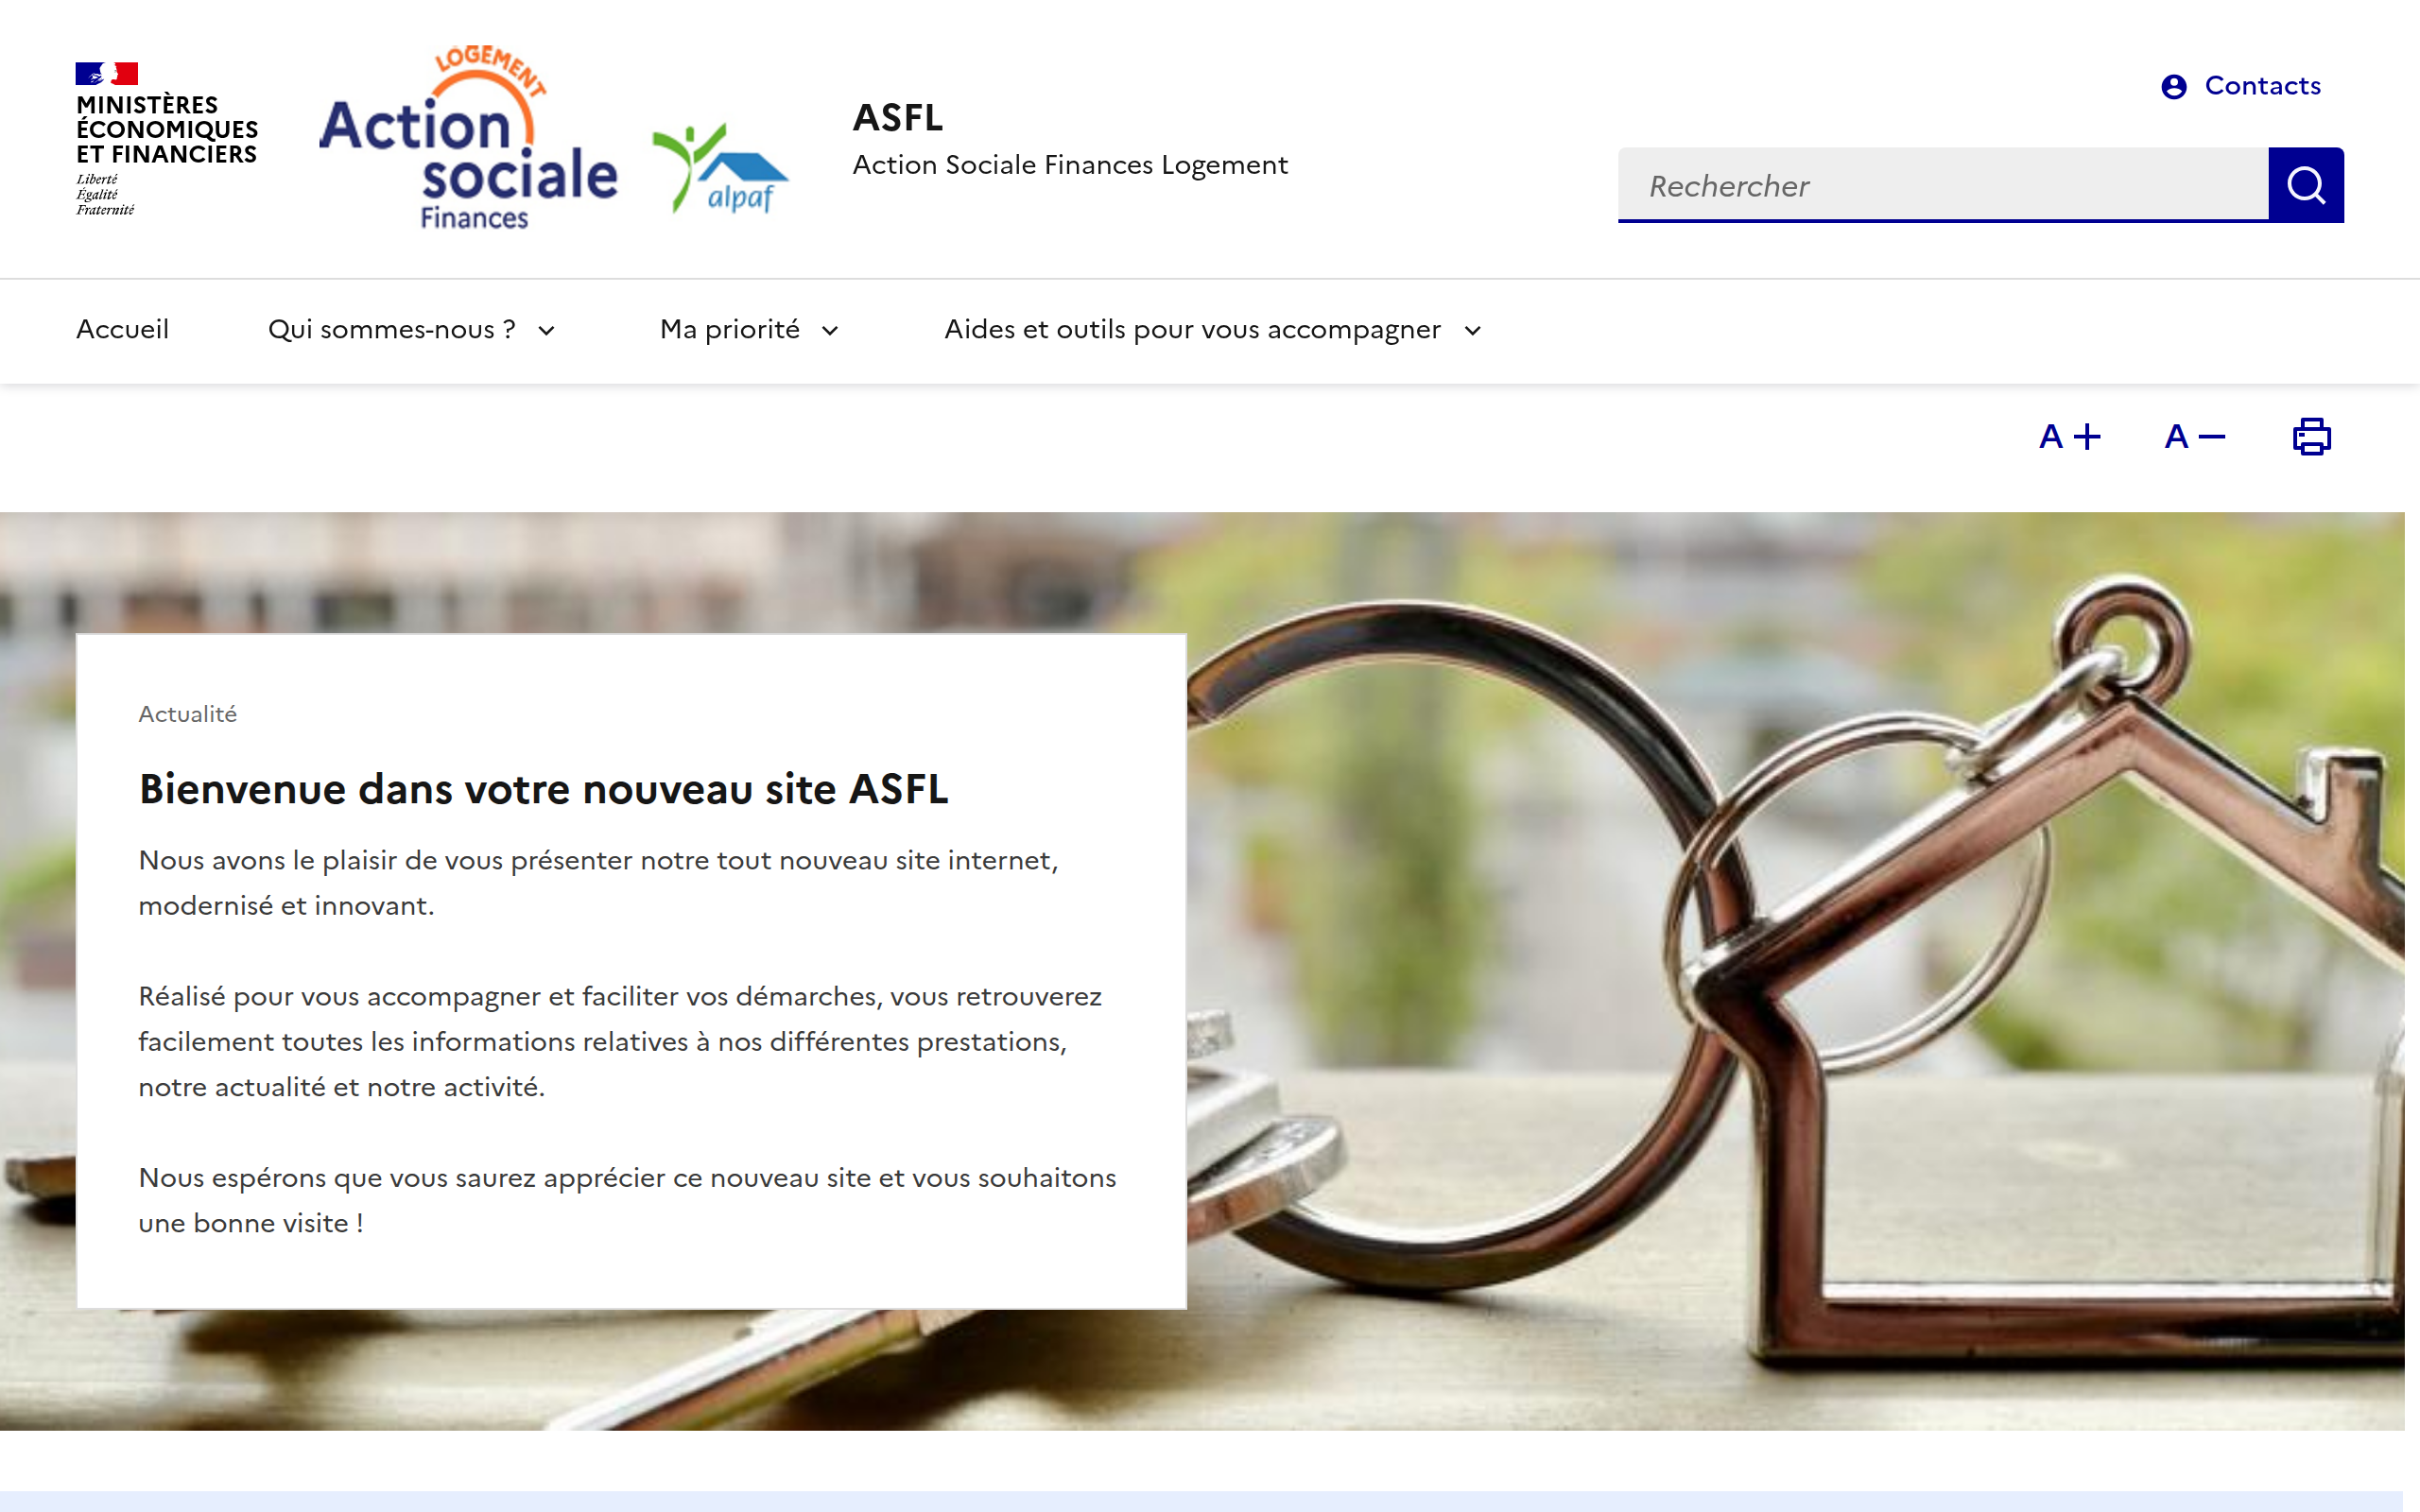 MINISTÈRES
ÉCONOMIQUES
ET FINANCIERS
Liberté
Égalité
Fraternité
LOGEMENT
Action
sociale
Finances
alpaf
ASFL
Action Sociale Finances Logement
Contacts
Rechercher
Accueil
Qui sommes-nous ?
Ma priorité
Aides et outils pour vous accompagner
A +
A −
Actualité
Bienvenue dans votre nouveau site ASFL
Nous avons le plaisir de vous présenter notre tout nouveau site internet,
modernisé et innovant.
Réalisé pour vous accompagner et faciliter vos démarches, vous retrouverez
facilement toutes les informations relatives à nos différentes prestations,
notre actualité et notre activité.
Nous espérons que vous saurez apprécier ce nouveau site et vous souhaitons
une bonne visite !